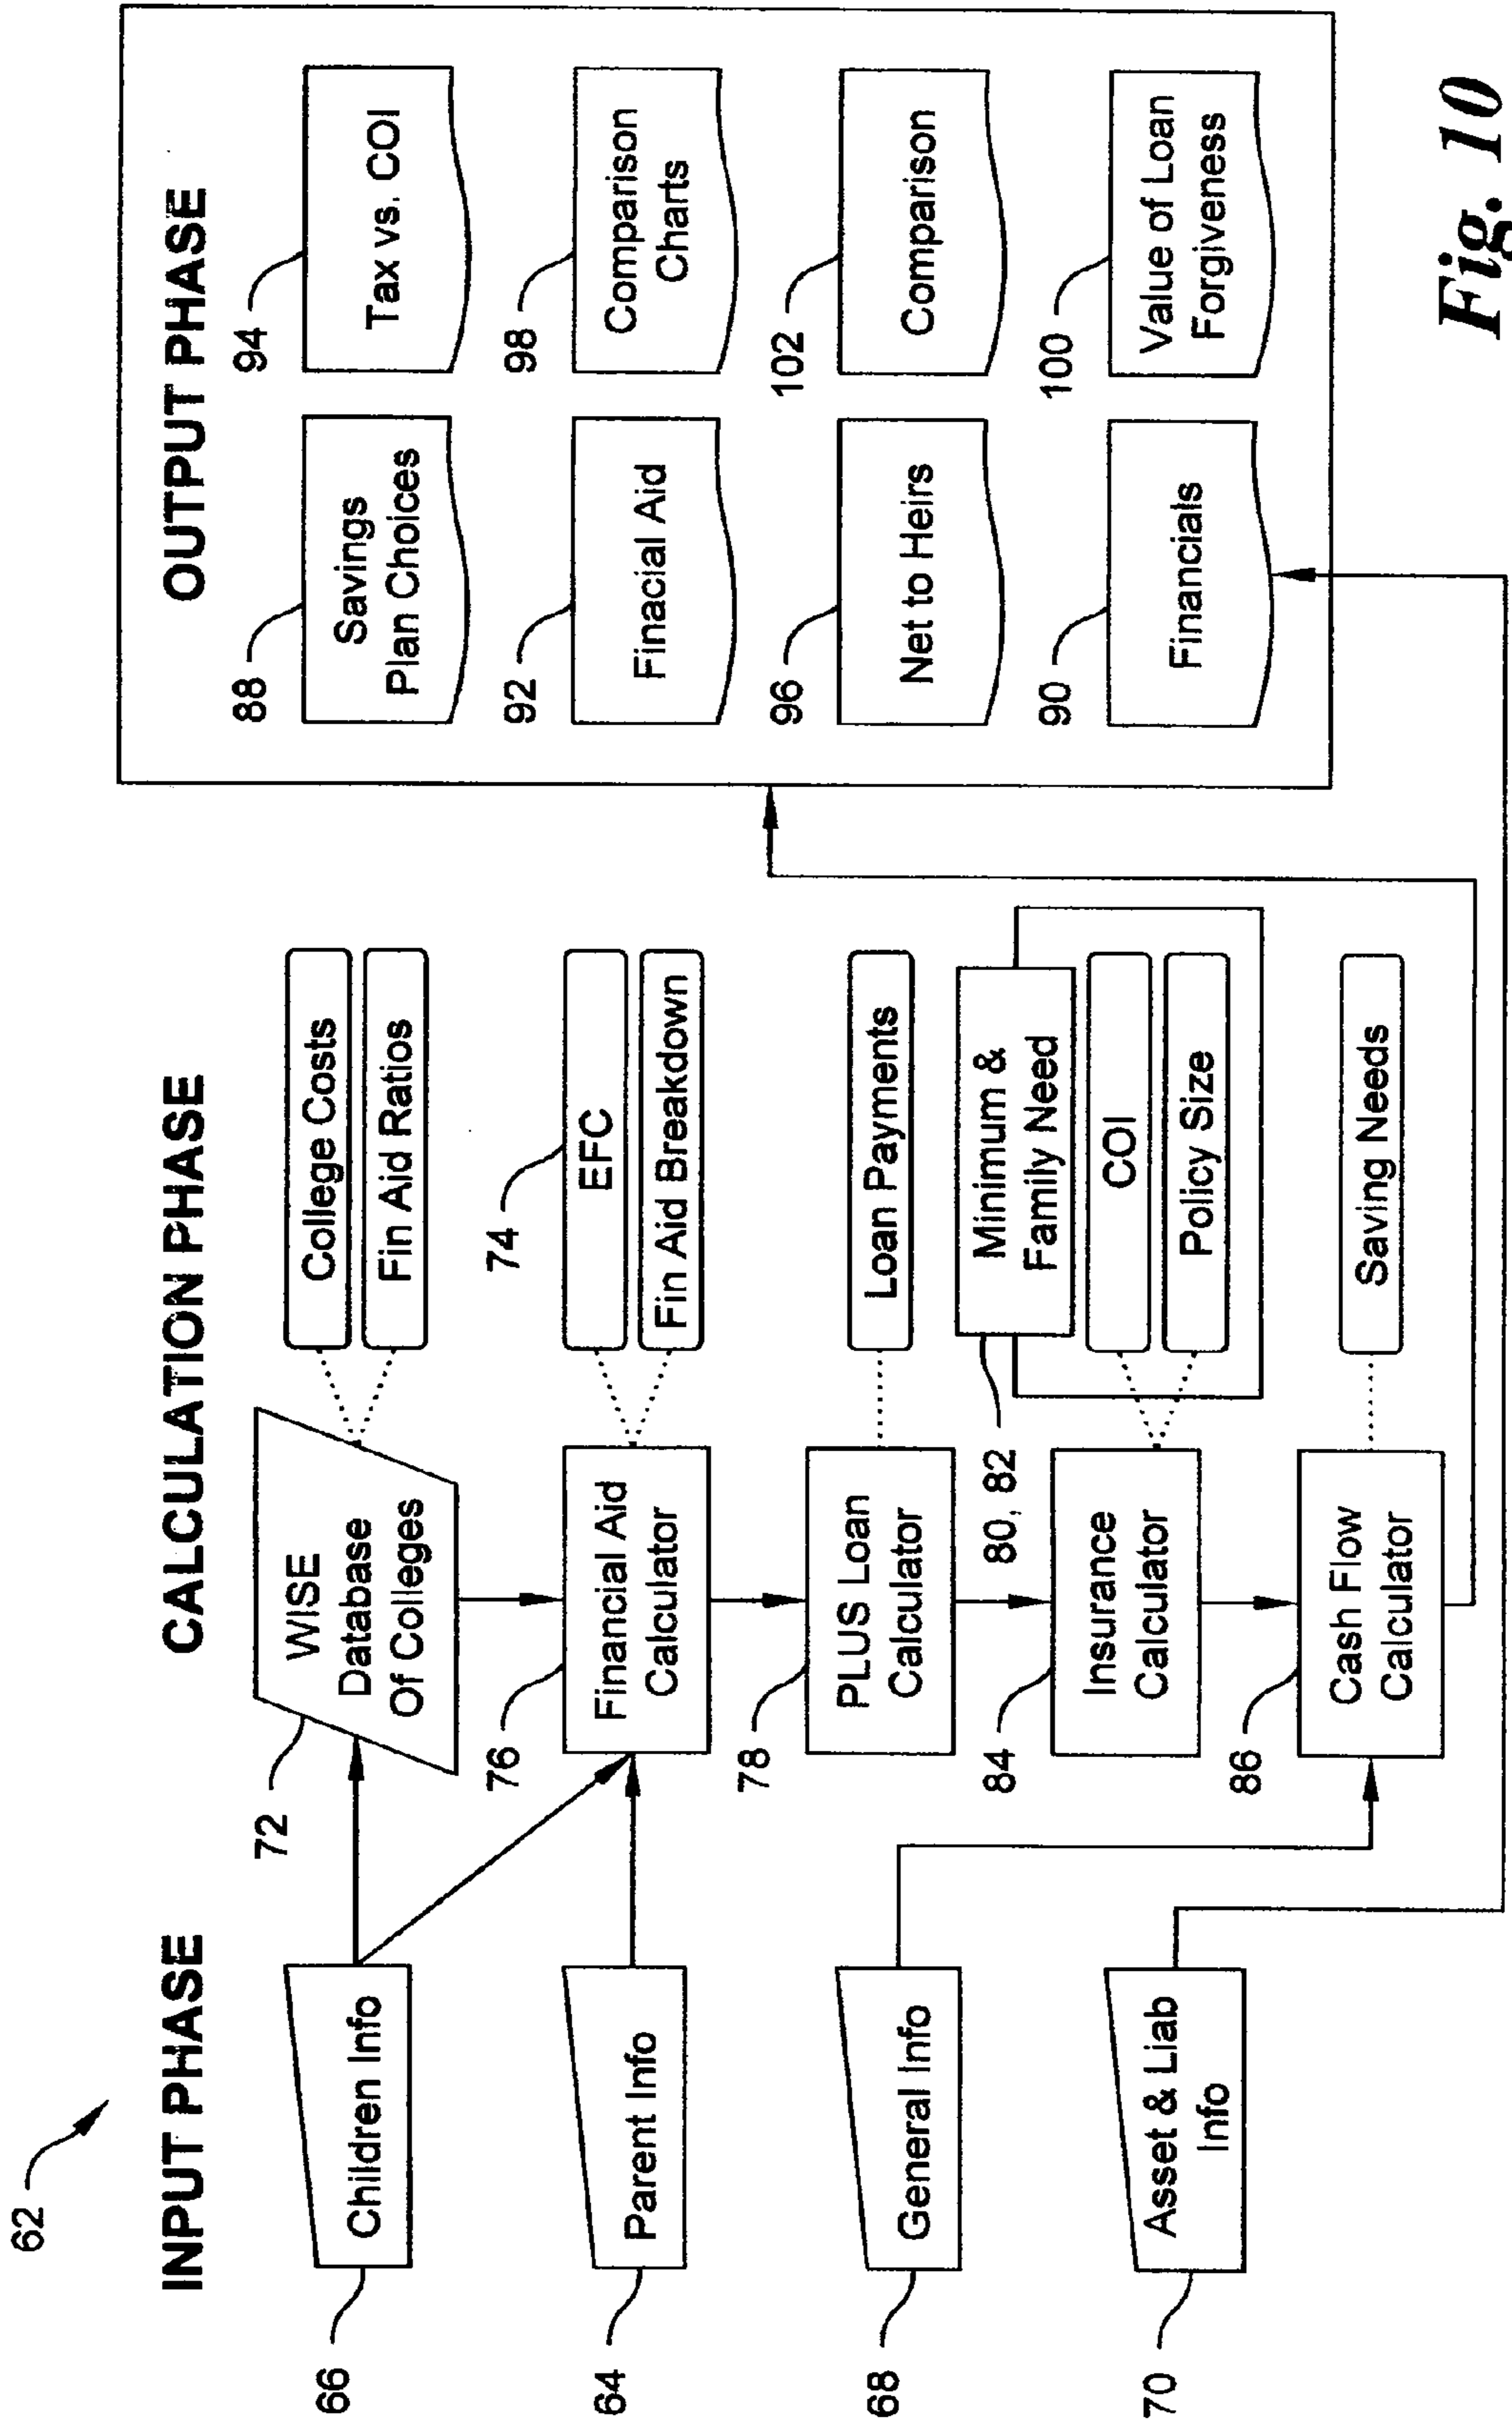 62
INPUT PHASE
66
Children Info
64
Parent Info
68
General Info
70
Asset & Liab
Info
CALCULATION PHASE
72
WISE
Database
Of Colleges
College Costs
Fin Aid Ratios
76
Financial Aid
Calculator
74
EFC
Fin Aid Breakdown
78
PLUS Loan
Calculator
Loan Payments
80, 82
Minimum &
Family Need
84
Insurance
Calculator
COI
Policy Size
86
Cash Flow
Calculator
Saving Needs
OUTPUT PHASE
88
Savings
Plan Choices
94
Tax vs. COI
92
Finacial Aid
98
Comparison
Charts
96
Net to Heirs
102
Comparison
90
Financials
100
Value of Loan
Forgiveness
Fig. 10